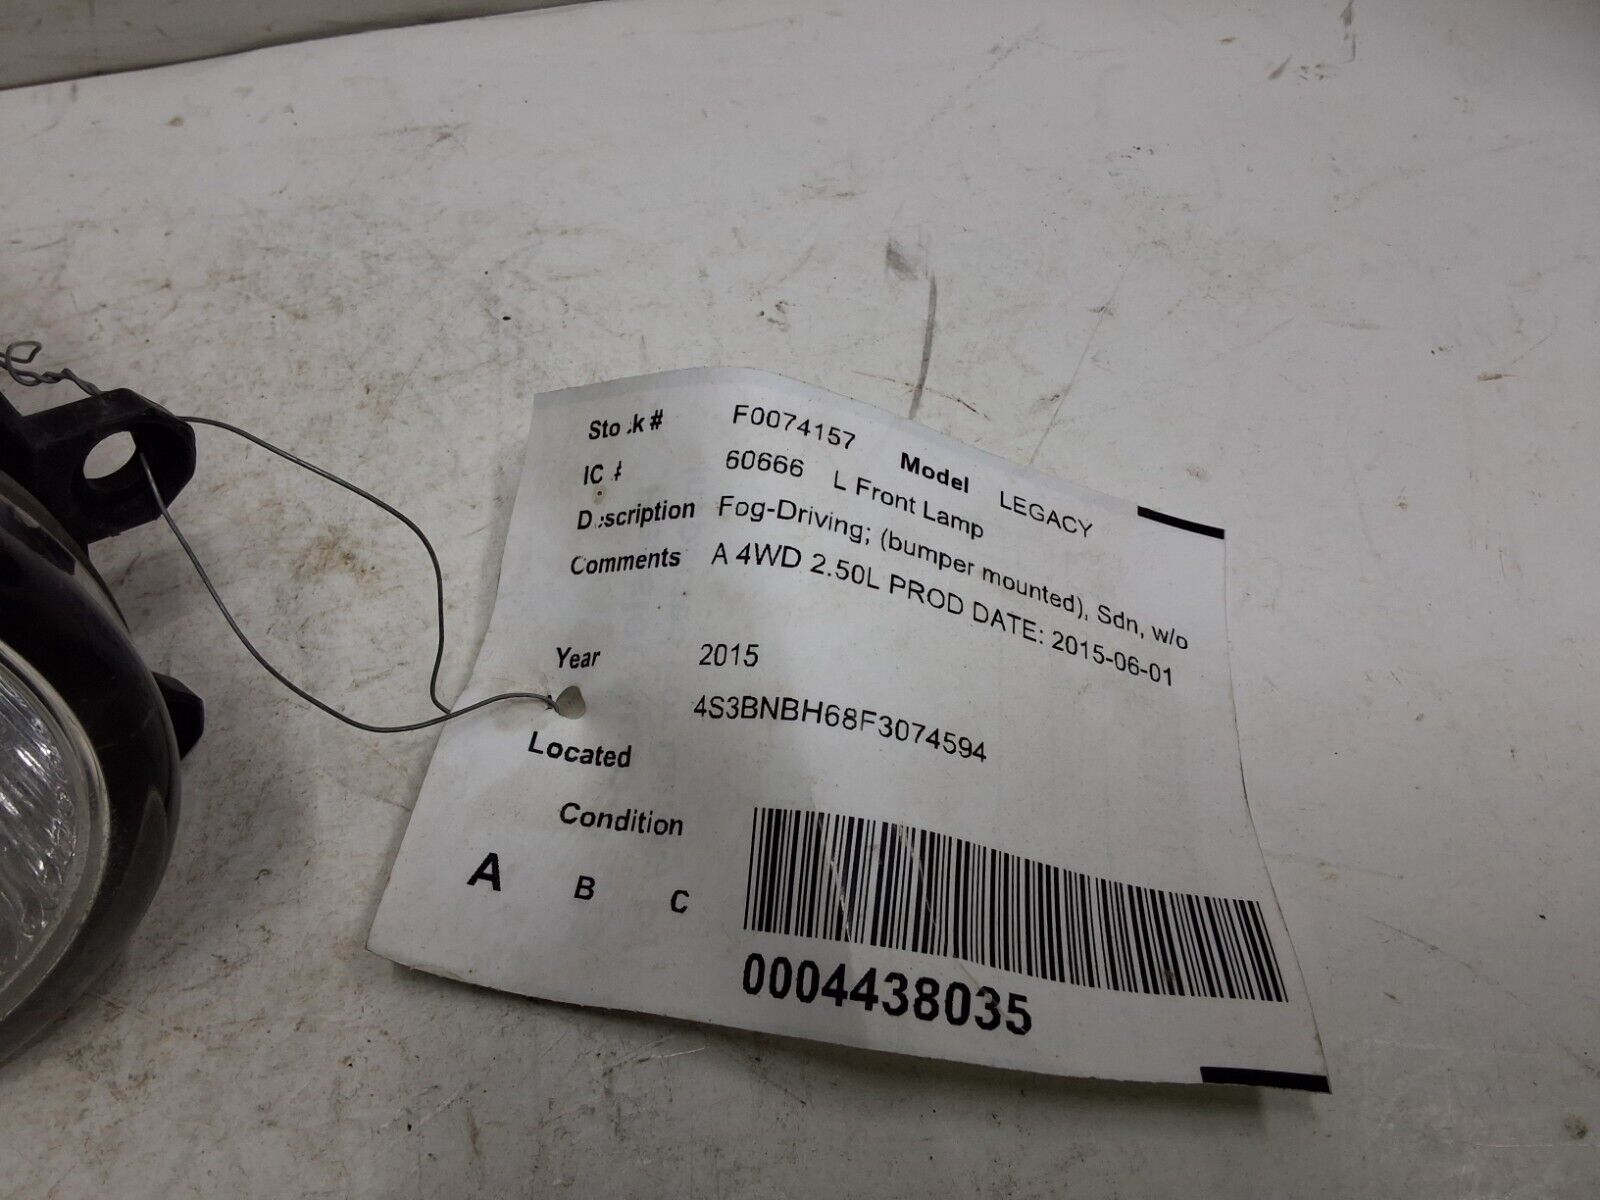 Sto.k # F0074157 Model LEGACY
IC # 60666 L Front Lamp
D.scription Fog-Driving; (bumper mounted), Sdn, w/o
Comments A 4WD 2.50L PROD DATE: 2015-06-01
Year 2015
4S3BNBH68F3074594
Located
Condition
A B C
0004438035